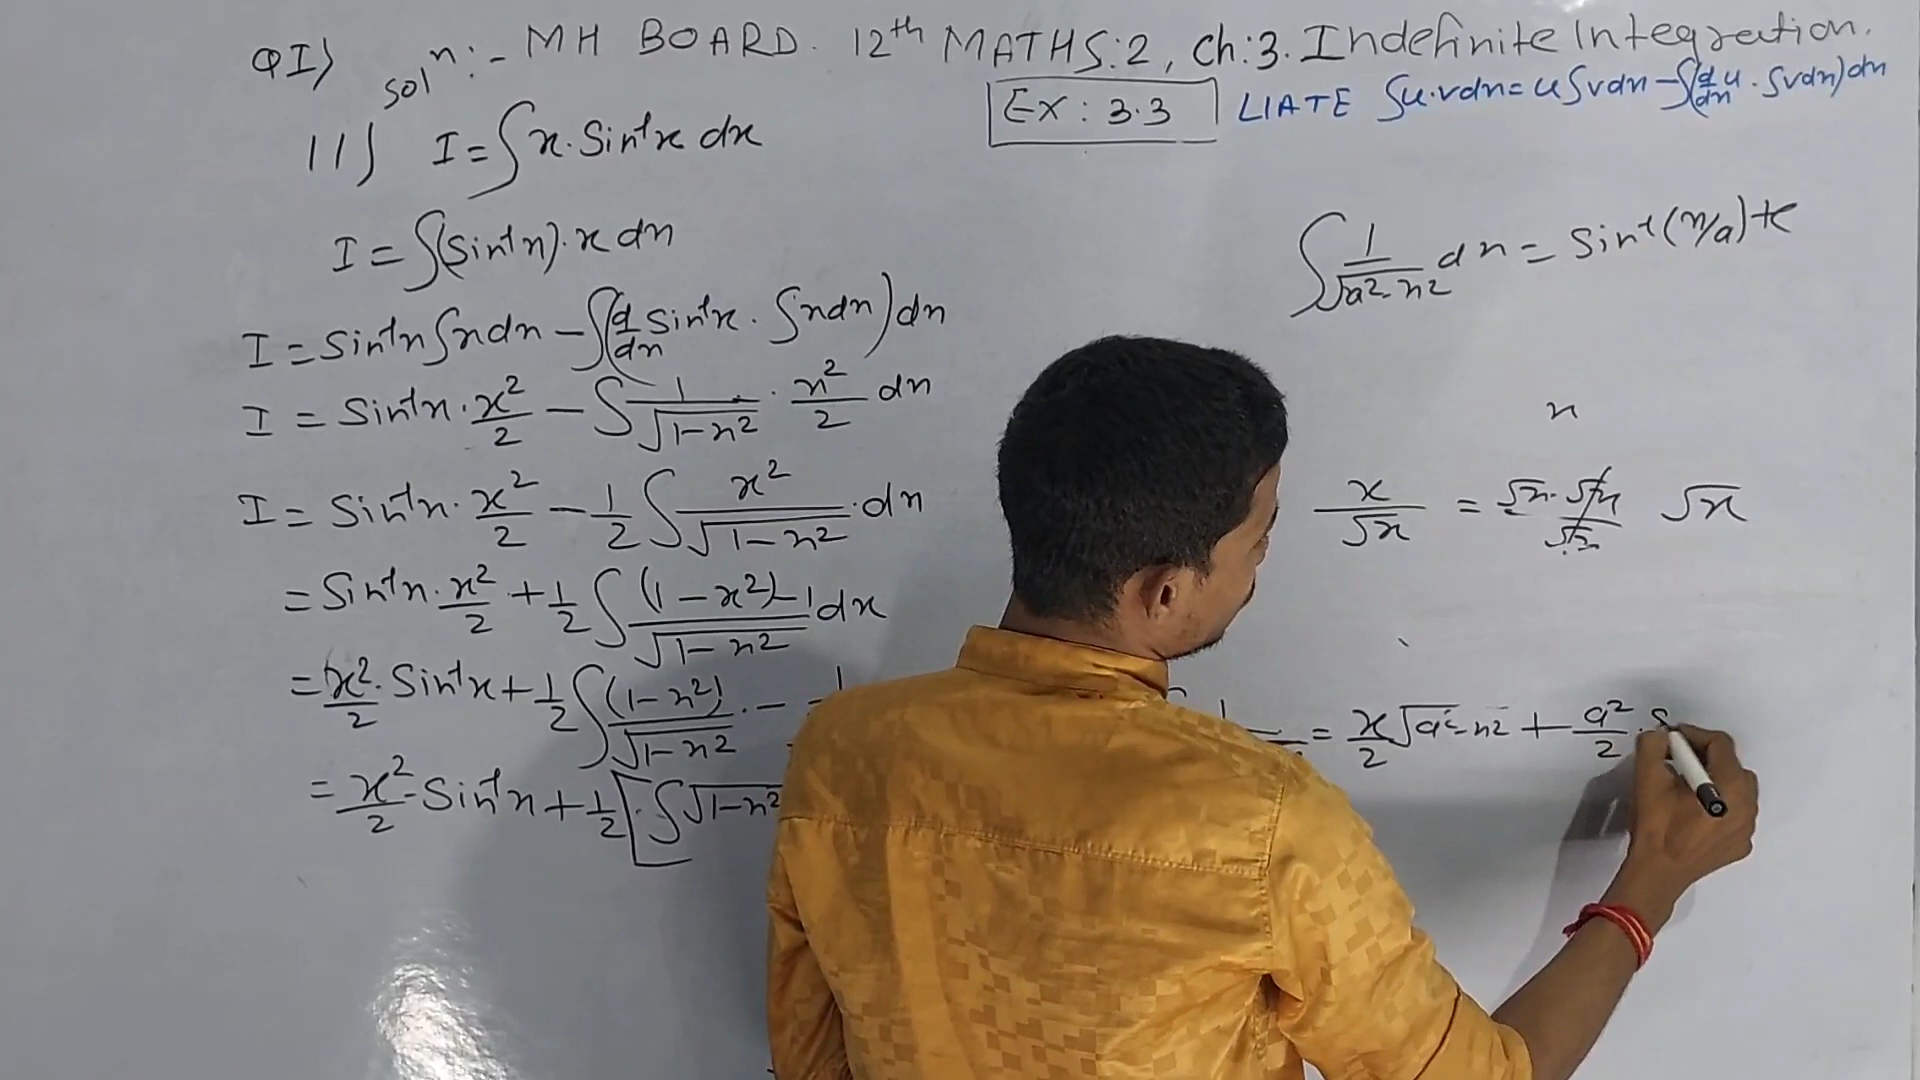 QI) solⁿ:- MH BOARD. 12th MATHS:2, Ch:3. Indefinite Integration.
Ex : 3.3 LIATE ∫u.vdx = u∫vdx - ∫(d/dx u . ∫vdx)dx
11) I = ∫x.Sin⁻¹x dx
I = ∫(Sin⁻¹x).x dx
I = Sin⁻¹x∫xdx - ∫(d/dx Sin⁻¹x . ∫xdx)dx
I = Sin⁻¹x . x²/2 - ∫ 1/√(1-x²) . x²/2 dx
I = Sin⁻¹x . x²/2 - 1/2 ∫ x²/√(1-x²) . dx
= Sin⁻¹x . x²/2 + 1/2 ∫ ((1-x²)-1)/√(1-x²) dx
= x²/2 . Sin⁻¹x + 1/2 ∫ (1-x²)/√(1-x²) . - 1
= x²/2 - Sin⁻¹x + 1/2 [ . ∫√1-x²
∫ 1/√(a²-x²) dx = Sin⁻¹(x/a)+c
x
x/√x = √x.√x/√x √x
1 = x/2 √a²-x² + a²/2 . S